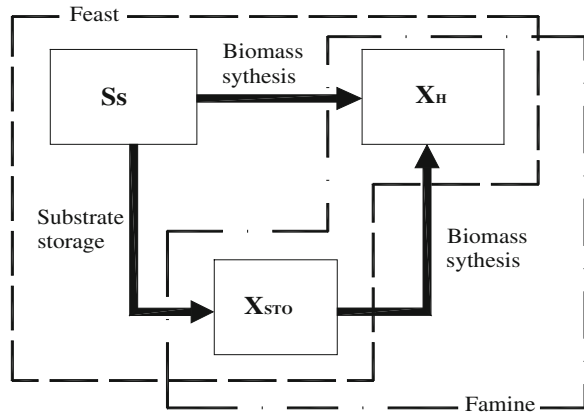 Feast
Biomass
sythesis
Ss
XH
Substrate
storage
Biomass
sythesis
XSTO
Famine